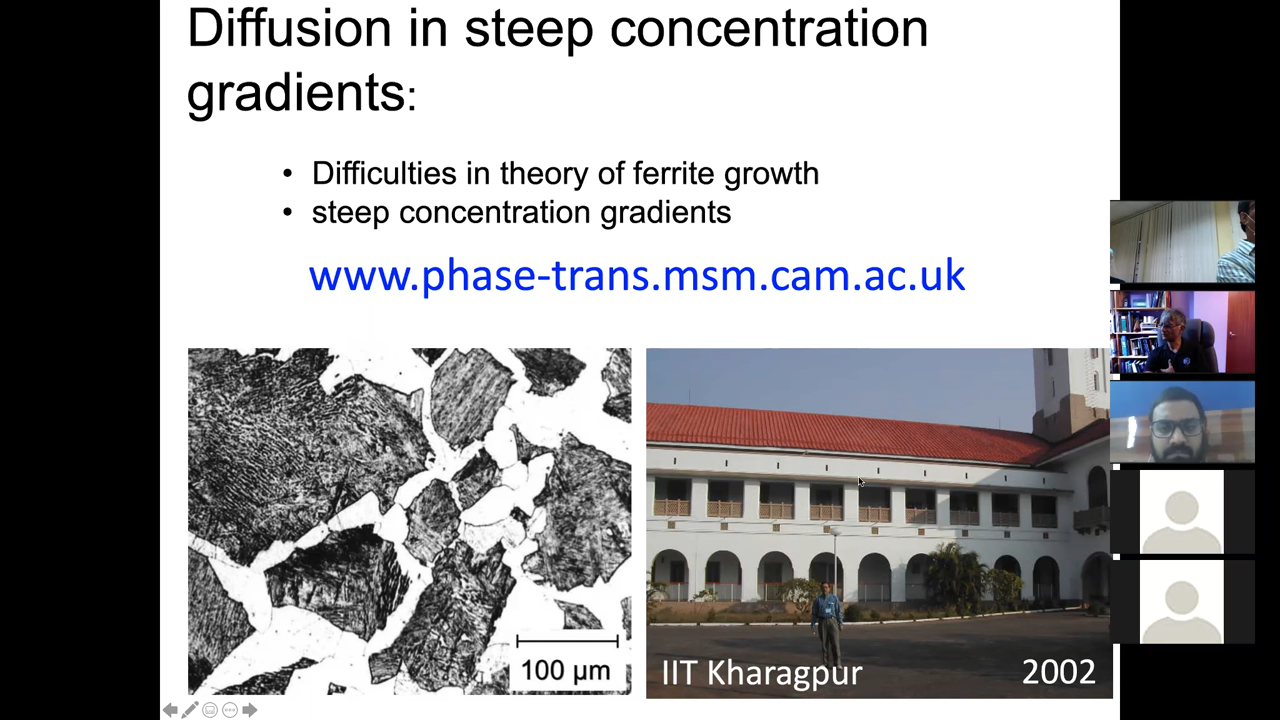 Diffusion in steep concentration
gradients:
• Difficulties in theory of ferrite growth
• steep concentration gradients
www.phase-trans.msm.cam.ac.uk
100 µm
IIT Kharagpur
2002